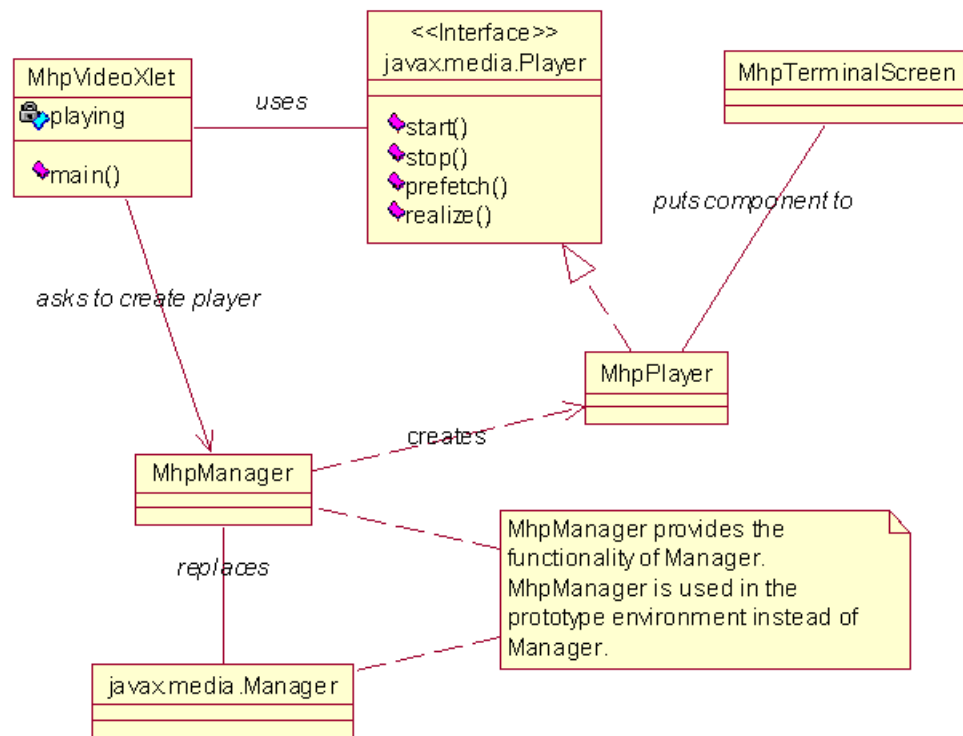 <<Interface>>
javax.media.Player
start()
stop()
prefetch()
realize()
MhpVideoXlet
playing
main()
uses
MhpTerminalScreen
puts component to
asks to create player
MhpPlayer
creates
MhpManager
replaces
MhpManager provides the
functionality of Manager.
MhpManager is used in the
prototype environment instead of
Manager.
javax.media.Manager